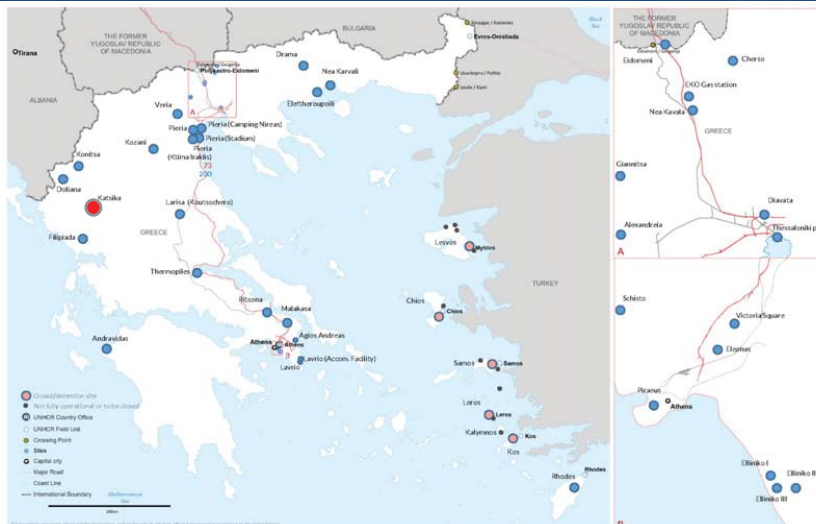 THE FORMER
YUGOSLAV REPUBLIC
OF MACEDONIA
BULGARIA
Black
Sea
Tirana
ALBANIA
Evros-Orestiada
Polykastro-Eidomeni
Drama
Nea Karvali
Eleftheroupoili
A
Veria
Pieria
Pieria (Camping Nireas)
Pieria (Stadium)
Pieria
(Ktima Iraklis)
73
200
Kozani
Konitsa
Doliana
Katsika
Larisa (Koutsochero)
GREECE
Filipiada
Thermopiles
Ritsona
Malakasa
Agios Andreas
Athens
Athens
B
Lavrio (Accom. Facility)
Lavrio
Andravidas
Lesvos
Mytilini
TURKEY
Chios
Chios
Samos
Samos
Leros
Leros
Kalymnos
Kos
Kos
Rhodes
Rhodes
Closed/detention site
Not fully operational or to be closed
UNHCR Country Office
UNHCR Field Unit
Crossing Point
Sites
Capital city
Major Road
Coast Line
International Boundary
Mediterranean
Sea
THE FORMER
YUGOSLAV REPUBLIC
OF MACEDONIA
Eidomeni
Cherso
EKO Gas station
Nea Kavala
GREECE
Giannitsa
Diavata
Alexandreia
Thessaloniki p
A
Schisto
Victoria Square
Eleonas
Piraeus
Athens
Elliniko I
Elliniko II
Elliniko III